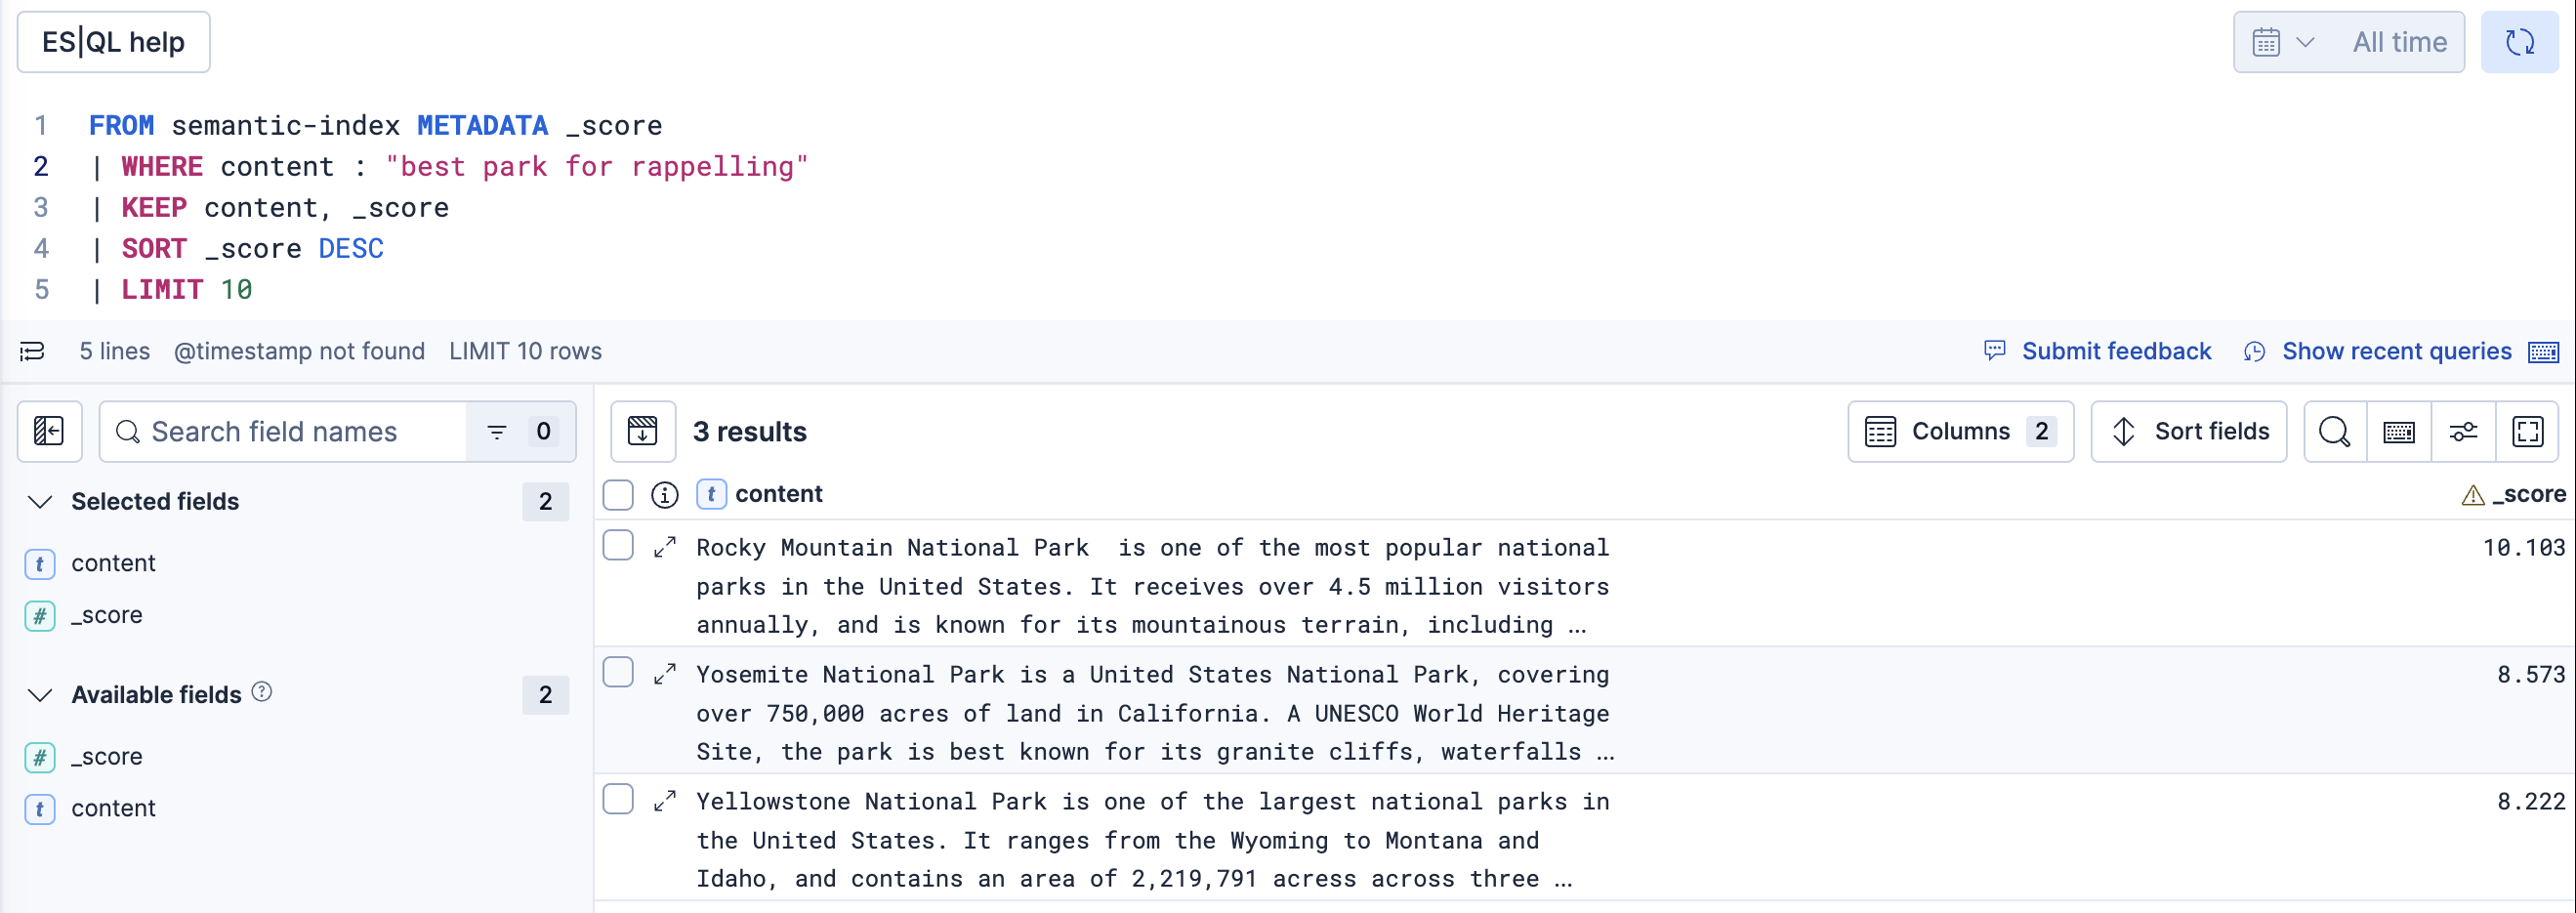 ES|QL help
All time
1 FROM semantic-index METADATA _score
2 | WHERE content : "best park for rappelling"
3 | KEEP content, _score
4 | SORT _score DESC
5 | LIMIT 10
5 lines @timestamp not found LIMIT 10 rows
Submit feedback Show recent queries
Search field names 0
3 results
Columns 2 Sort fields
Selected fields 2
t content
# _score
Available fields ? 2
# _score
t content
t content _score
Rocky Mountain National Park  is one of the most popular national 10.103
parks in the United States. It receives over 4.5 million visitors
annually, and is known for its mountainous terrain, including …
Yosemite National Park is a United States National Park, covering 8.573
over 750,000 acres of land in California. A UNESCO World Heritage
Site, the park is best known for its granite cliffs, waterfalls …
Yellowstone National Park is one of the largest national parks in 8.222
the United States. It ranges from the Wyoming to Montana and
Idaho, and contains an area of 2,219,791 acress across three …